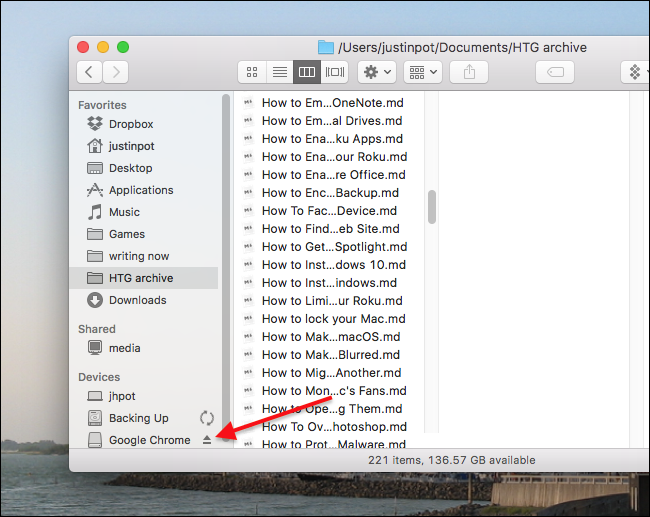 /Users/justinpot/Documents/HTG archive
Favorites
Dropbox
justinpot
Desktop
Applications
Music
Games
writing now
HTG archive
Downloads
Shared
media
Devices
jhpot
Backing Up
Google Chrome
How to Em...OneNote.md
How to Em...al Drives.md
How to Ena...ku Apps.md
How to Ena...our Roku.md
How to Ena...re Office.md
How to Enc...Backup.md
How To Fac...Device.md
How to Find...eb Site.md
How to Get...Spotlight.md
How to Inst...dows 10.md
How to Inst...indows.md
How to Limi...ur Roku.md
How to lock your Mac.md
How to Mak...macOS.md
How to Mak...Blurred.md
How to Mig...Another.md
How to Mon...c's Fans.md
How to Ope...g Them.md
How To Ov...hotoshop.md
How to Prot...Malware.md
221 items, 136.57 GB available